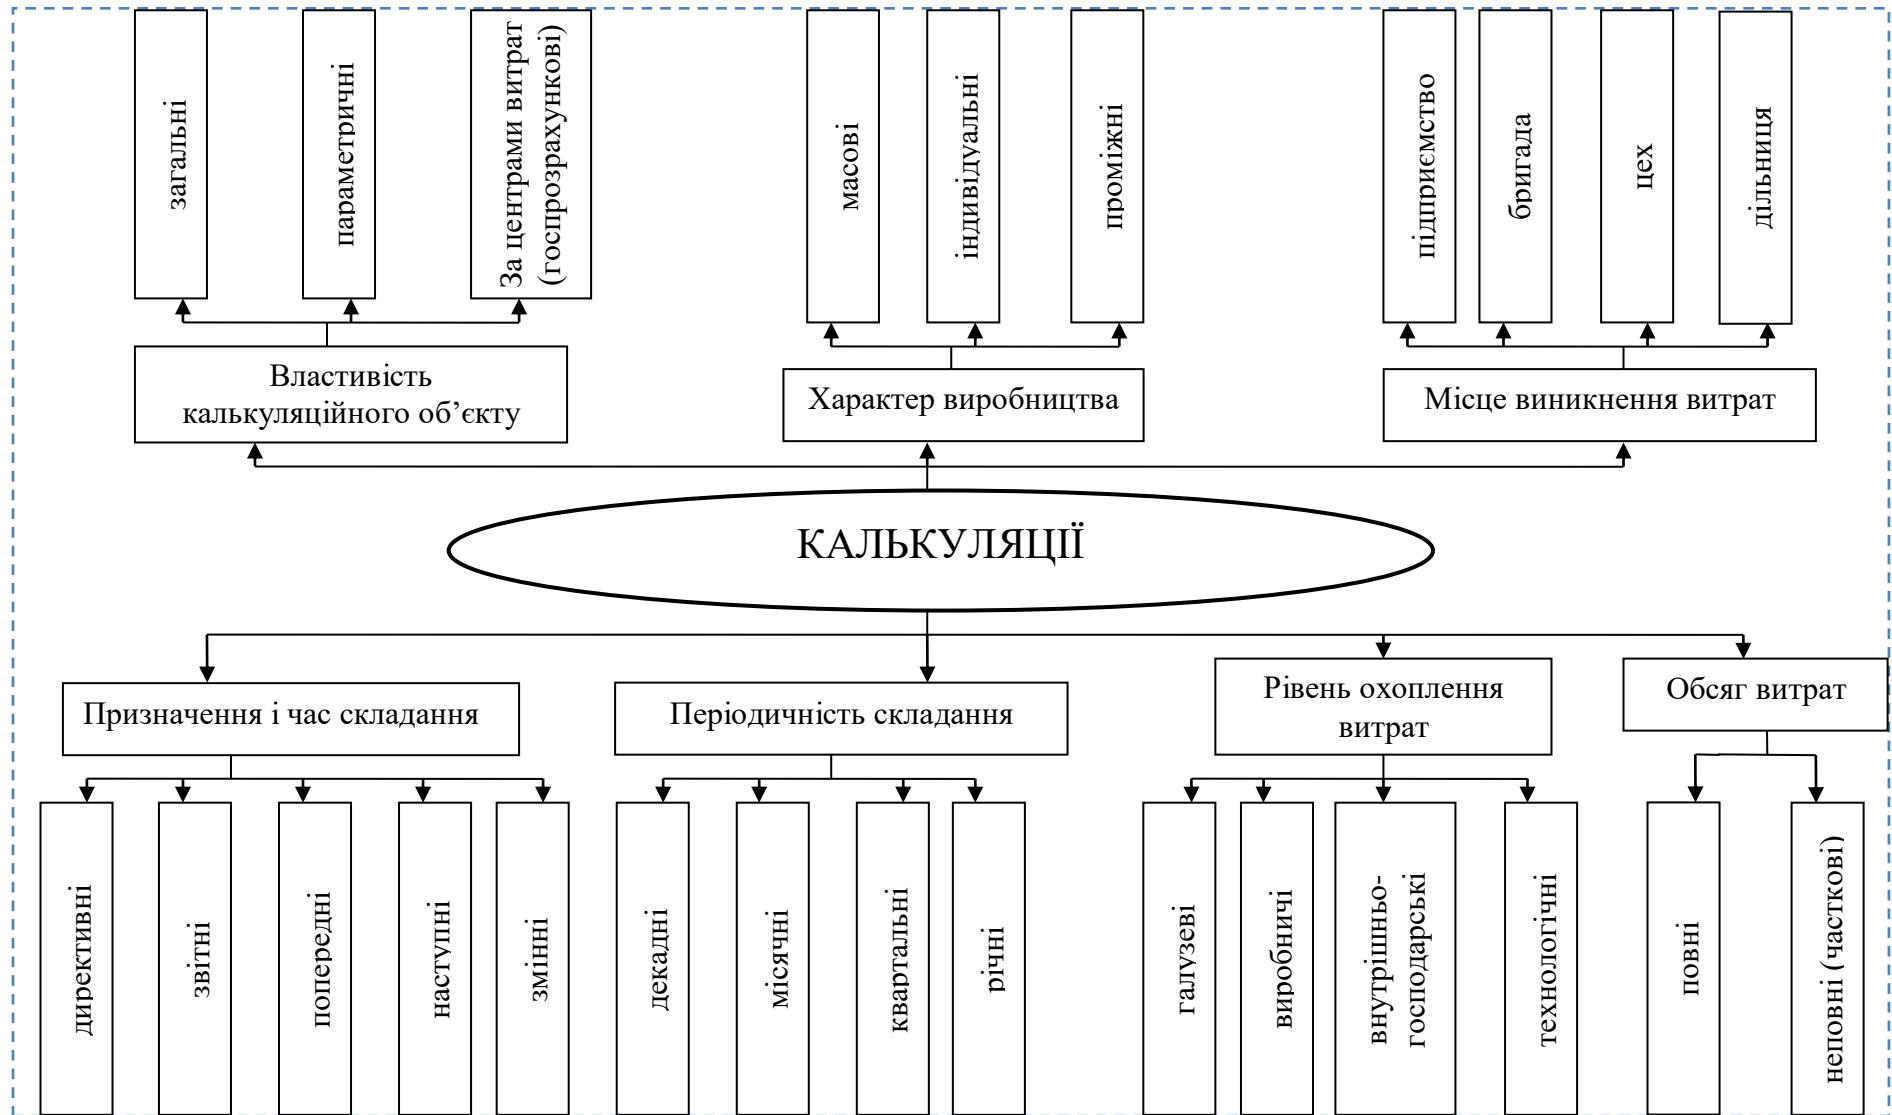 загальні
параметричні
За центрами витрат
(госпрозрахункові)
масові
індивідуальні
проміжні
підприємство
бригада
цех
дільниця
Властивість
калькуляційного об’єкту
Характер виробництва
Місце виникнення витрат
КАЛЬКУЛЯЦІЇ
Призначення і час складання
Періодичність складання
Рівень охоплення
витрат
Обсяг витрат
директивні
звітні
попередні
наступні
змінні
декадні
місячні
квартальні
річні
галузеві
виробничі
внутрішньо-
господарські
технологічні
повні
неповні (часткові)